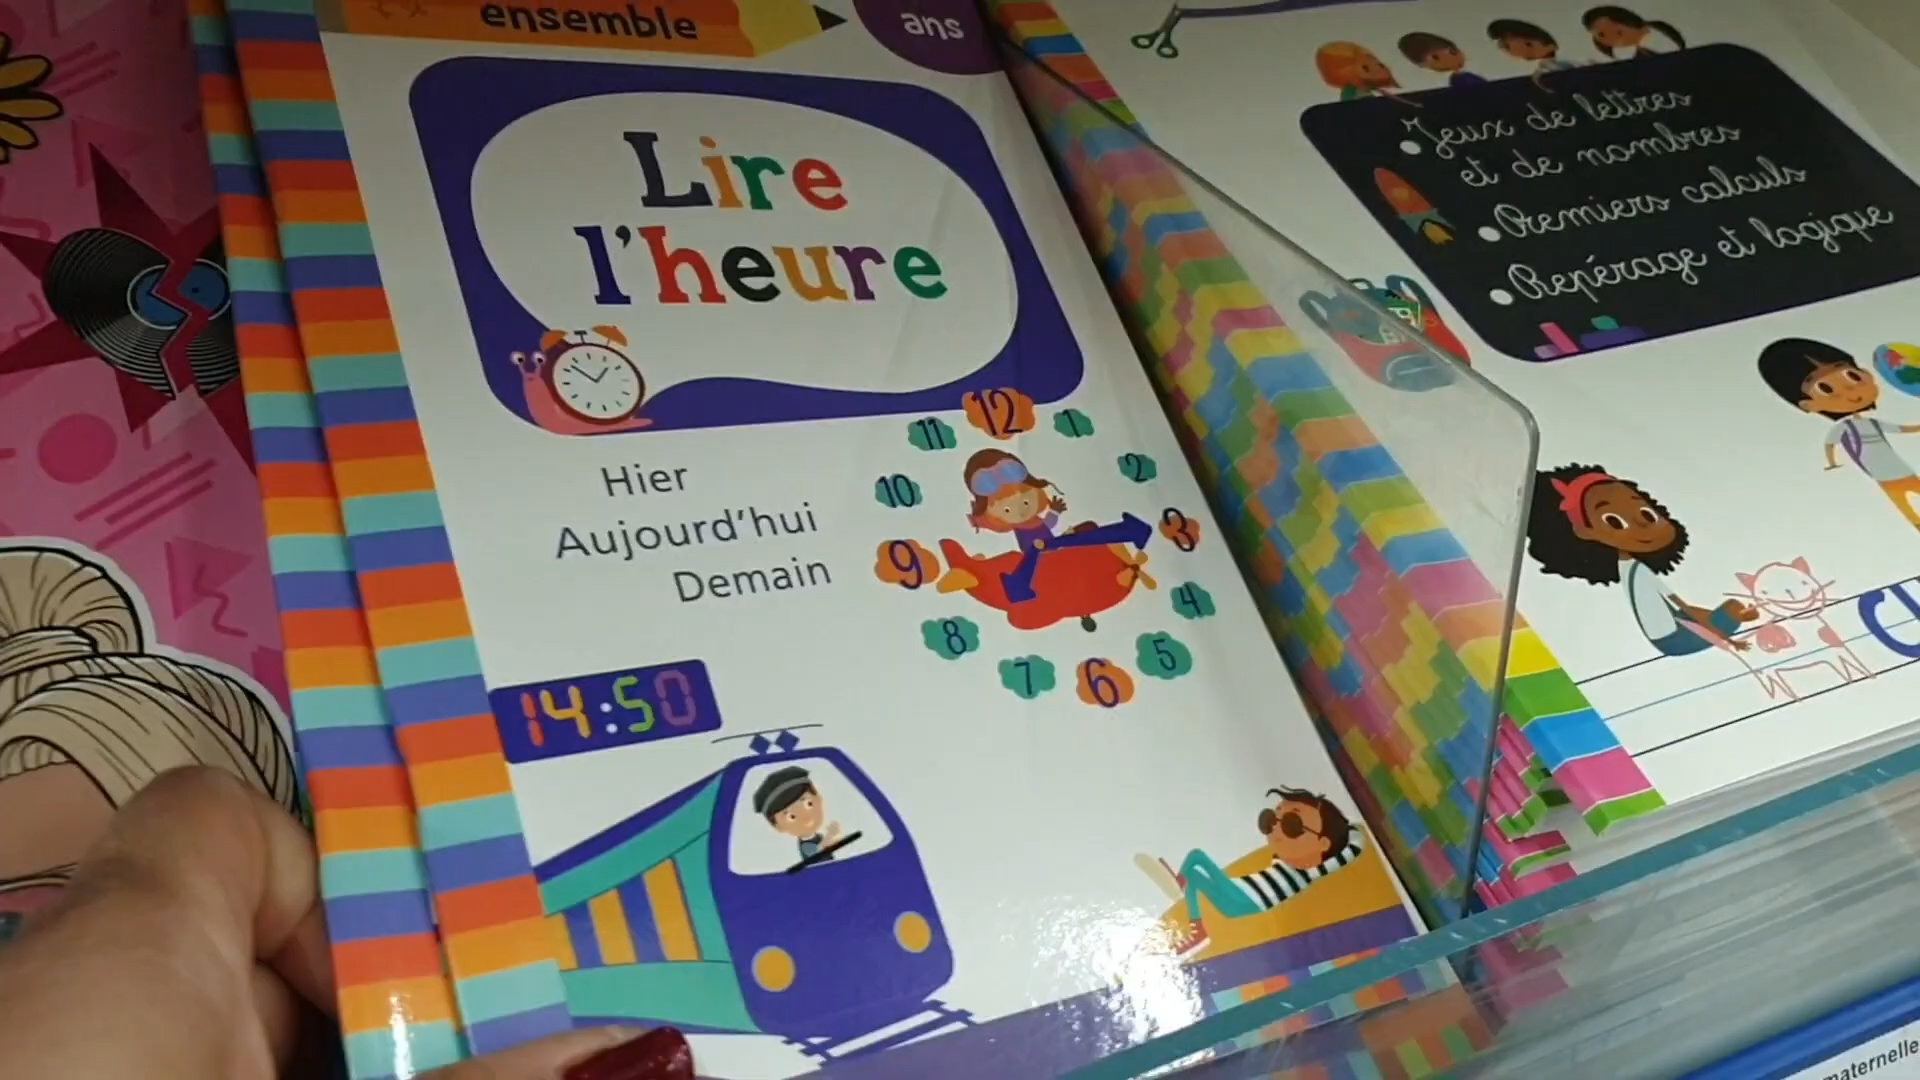 ensemble
ans
Lire
l'heure
Hier
Aujourd'hui
Demain
12
11
1
10
2
9
3
8
4
7
6
5
14:50
Jeux de lettres
et de nombres
Premiers calculs
Repérage et logique
maternelle